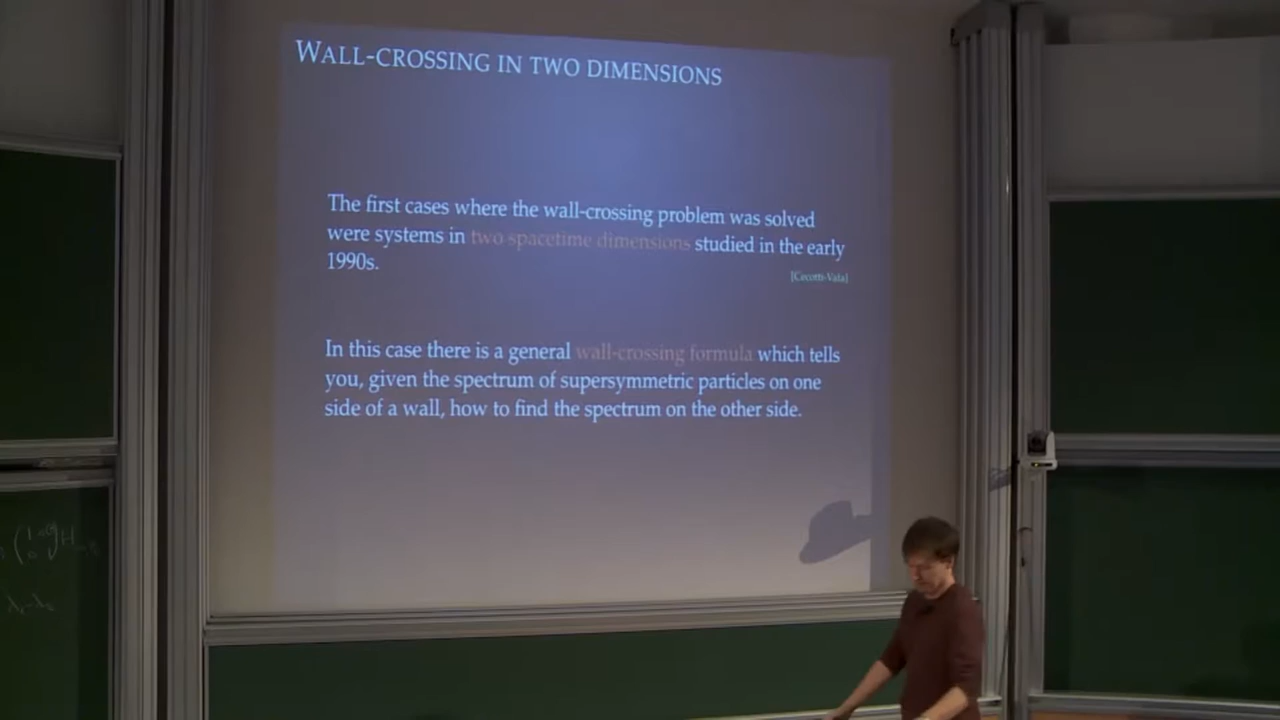 WALL-CROSSING IN TWO DIMENSIONS
The first cases where the wall-crossing problem was solved
were systems in two spacetime dimensions studied in the early
1990s.
[Cecotti-Vafa]
In this case there is a general wall-crossing formula which tells
you, given the spectrum of supersymmetric particles on one
side of a wall, how to find the spectrum on the other side.